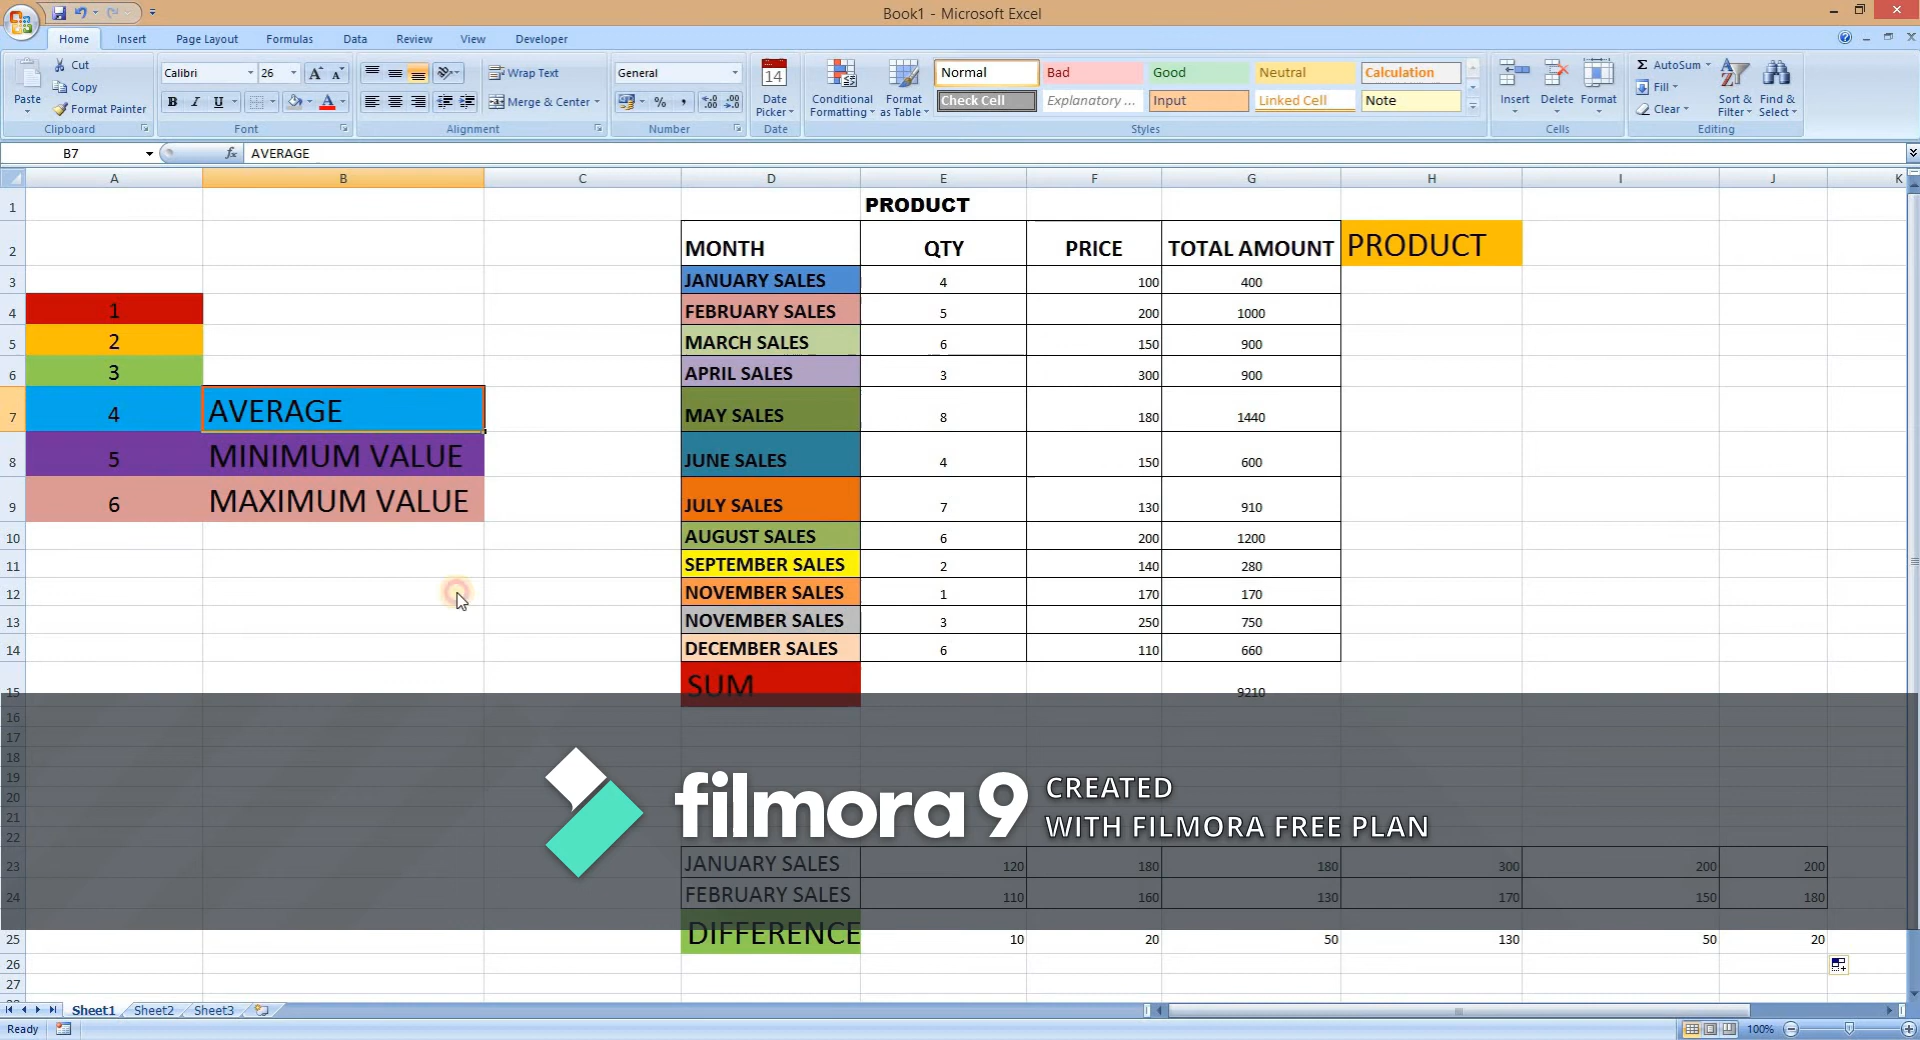 Book1 - Microsoft Excel
Home Insert Page Layout Formulas Data Review View Developer
Cut
Copy
Format Painter
Paste
Clipboard
Calibri 26
B I U
Font
Wrap Text
Merge & Center
Alignment
General
Number
14
Date Picker
Date
Conditional Formatting
Format as Table
Normal Bad Good Neutral Calculation
Check Cell Explanatory ... Input Linked Cell Note
Styles
Insert Delete Format
Cells
AutoSum
Fill
Clear
Sort & Filter
Find & Select
Editing
B7 fx AVERAGE
A B C D E F G H I J K
1 PRODUCT
2 MONTH QTY PRICE TOTAL AMOUNT PRODUCT
3 JANUARY SALES 4 100 400
4 1 FEBRUARY SALES 5 200 1000
5 2 MARCH SALES 6 150 900
6 3 APRIL SALES 3 300 900
7 4 AVERAGE MAY SALES 8 180 1440
8 5 MINIMUM VALUE JUNE SALES 4 150 600
9 6 MAXIMUM VALUE JULY SALES 7 130 910
10 AUGUST SALES 6 200 1200
11 SEPTEMBER SALES 2 140 280
12 NOVEMBER SALES 1 170 170
13 NOVEMBER SALES 3 250 750
14 DECEMBER SALES 6 110 660
15 SUM 9210
16
17
18
19
20
21
22
filmora9 CREATED
WITH FILMORA FREE PLAN
23 JANUARY SALES 120 180 180 300 200 200
24 FEBRUARY SALES 110 160 130 170 150 180
25 DIFFERENCE 10 20 50 130 50 20
26
27
Sheet1 Sheet2 Sheet3
Ready 100%